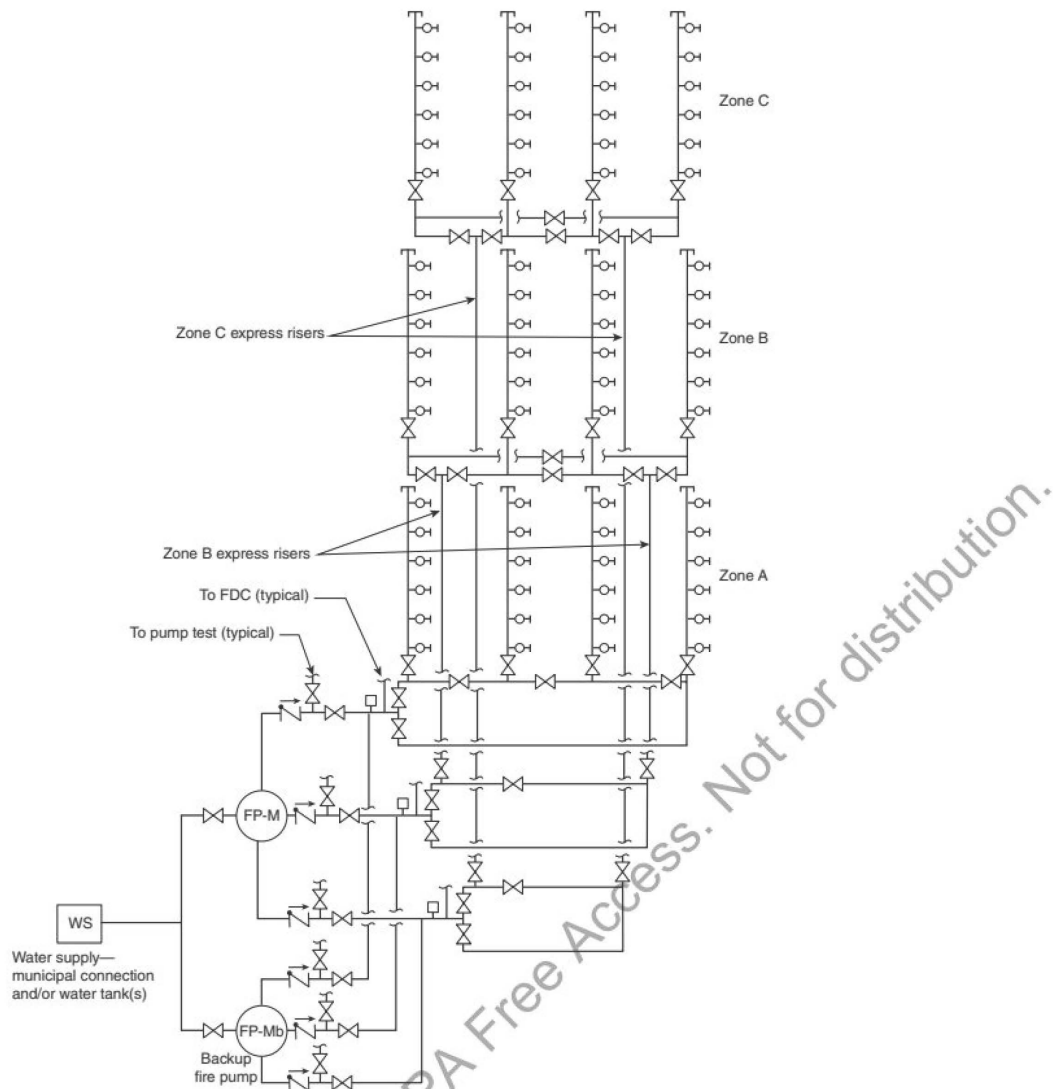 Zone C
Zone C express risers
Zone B
Zone B express risers
Zone A
To FDC (typical)
To pump test (typical)
FP-M
WS
Water supply—
municipal connection
and/or water tank(s)
FP-Mb
Backup
fire pump
PA Free Access. Not for distribution.